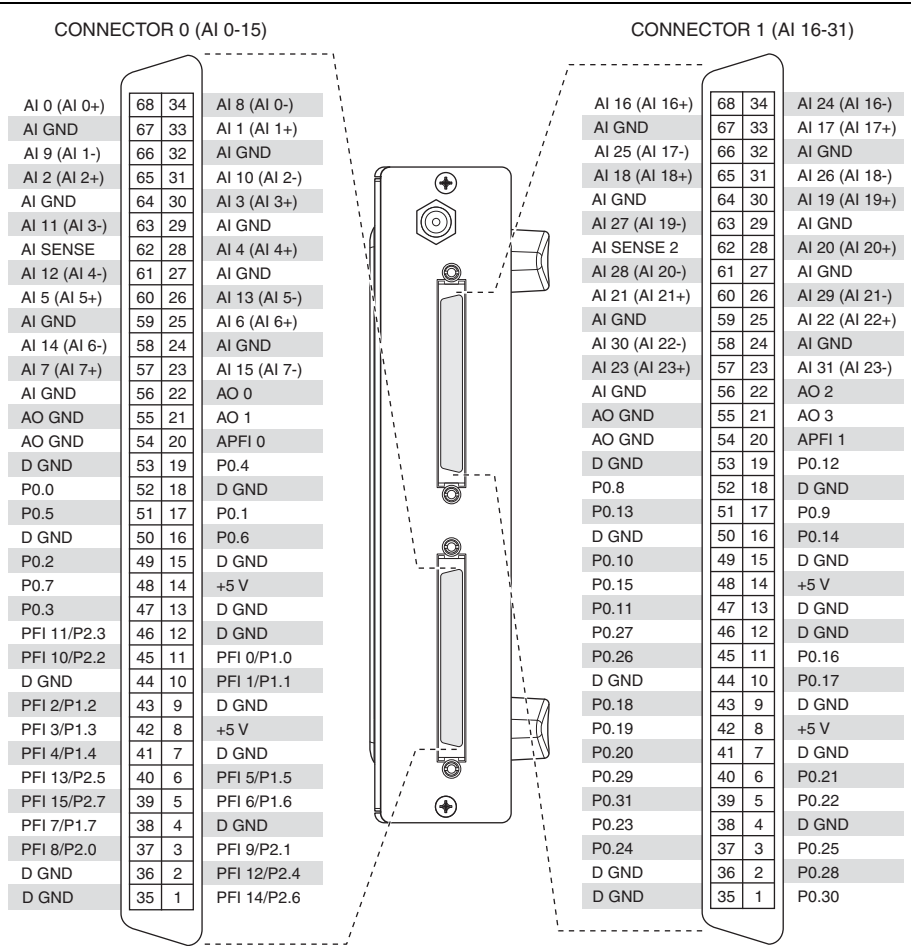 CONNECTOR 0 (AI 0-15)
AI 0 (AI 0+) 68 34 AI 8 (AI 0-)
AI GND 67 33 AI 1 (AI 1+)
AI 9 (AI 1-) 66 32 AI GND
AI 2 (AI 2+) 65 31 AI 10 (AI 2-)
AI GND 64 30 AI 3 (AI 3+)
AI 11 (AI 3-) 63 29 AI GND
AI SENSE 62 28 AI 4 (AI 4+)
AI 12 (AI 4-) 61 27 AI GND
AI 5 (AI 5+) 60 26 AI 13 (AI 5-)
AI GND 59 25 AI 6 (AI 6+)
AI 14 (AI 6-) 58 24 AI GND
AI 7 (AI 7+) 57 23 AI 15 (AI 7-)
AI GND 56 22 AO 0
AO GND 55 21 AO 1
AO GND 54 20 APFI 0
D GND 53 19 P0.4
P0.0 52 18 D GND
P0.5 51 17 P0.1
D GND 50 16 P0.6
P0.2 49 15 D GND
P0.7 48 14 +5 V
P0.3 47 13 D GND
PFI 11/P2.3 46 12 D GND
PFI 10/P2.2 45 11 PFI 0/P1.0
D GND 44 10 PFI 1/P1.1
PFI 2/P1.2 43 9 D GND
PFI 3/P1.3 42 8 +5 V
PFI 4/P1.4 41 7 D GND
PFI 13/P2.5 40 6 PFI 5/P1.5
PFI 15/P2.7 39 5 PFI 6/P1.6
PFI 7/P1.7 38 4 D GND
PFI 8/P2.0 37 3 PFI 9/P2.1
D GND 36 2 PFI 12/P2.4
D GND 35 1 PFI 14/P2.6
CONNECTOR 1 (AI 16-31)
AI 16 (AI 16+) 68 34 AI 24 (AI 16-)
AI GND 67 33 AI 17 (AI 17+)
AI 25 (AI 17-) 66 32 AI GND
AI 18 (AI 18+) 65 31 AI 26 (AI 18-)
AI GND 64 30 AI 19 (AI 19+)
AI 27 (AI 19-) 63 29 AI GND
AI SENSE 2 62 28 AI 20 (AI 20+)
AI 28 (AI 20-) 61 27 AI GND
AI 21 (AI 21+) 60 26 AI 29 (AI 21-)
AI GND 59 25 AI 22 (AI 22+)
AI 30 (AI 22-) 58 24 AI GND
AI 23 (AI 23+) 57 23 AI 31 (AI 23-)
AI GND 56 22 AO 2
AO GND 55 21 AO 3
AO GND 54 20 APFI 1
D GND 53 19 P0.12
P0.8 52 18 D GND
P0.13 51 17 P0.9
D GND 50 16 P0.14
P0.10 49 15 D GND
P0.15 48 14 +5 V
P0.11 47 13 D GND
P0.27 46 12 D GND
P0.26 45 11 P0.16
D GND 44 10 P0.17
P0.18 43 9 D GND
P0.19 42 8 +5 V
P0.20 41 7 D GND
P0.29 40 6 P0.21
P0.31 39 5 P0.22
P0.23 38 4 D GND
P0.24 37 3 P0.25
D GND 36 2 P0.28
D GND 35 1 P0.30